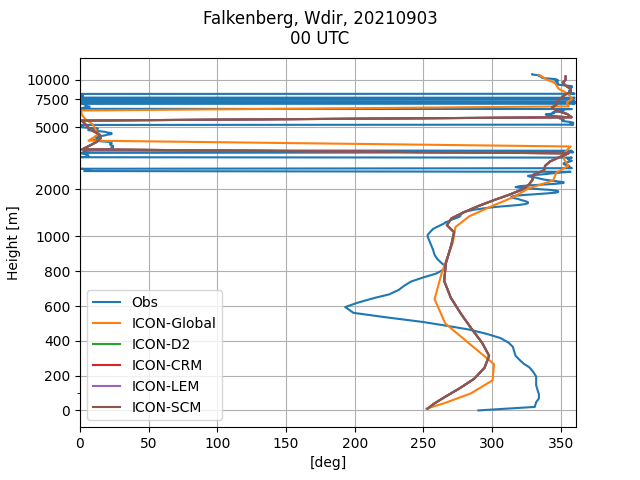 Falkenberg, Wdir, 20210903
00 UTC
10000
7500
5000
2000
1000
800
600
400
200
0
Height [m]
Obs
ICON-Global
ICON-D2
ICON-CRM
ICON-LEM
ICON-SCM
0 50 100 150 200 250 300 350
[deg]